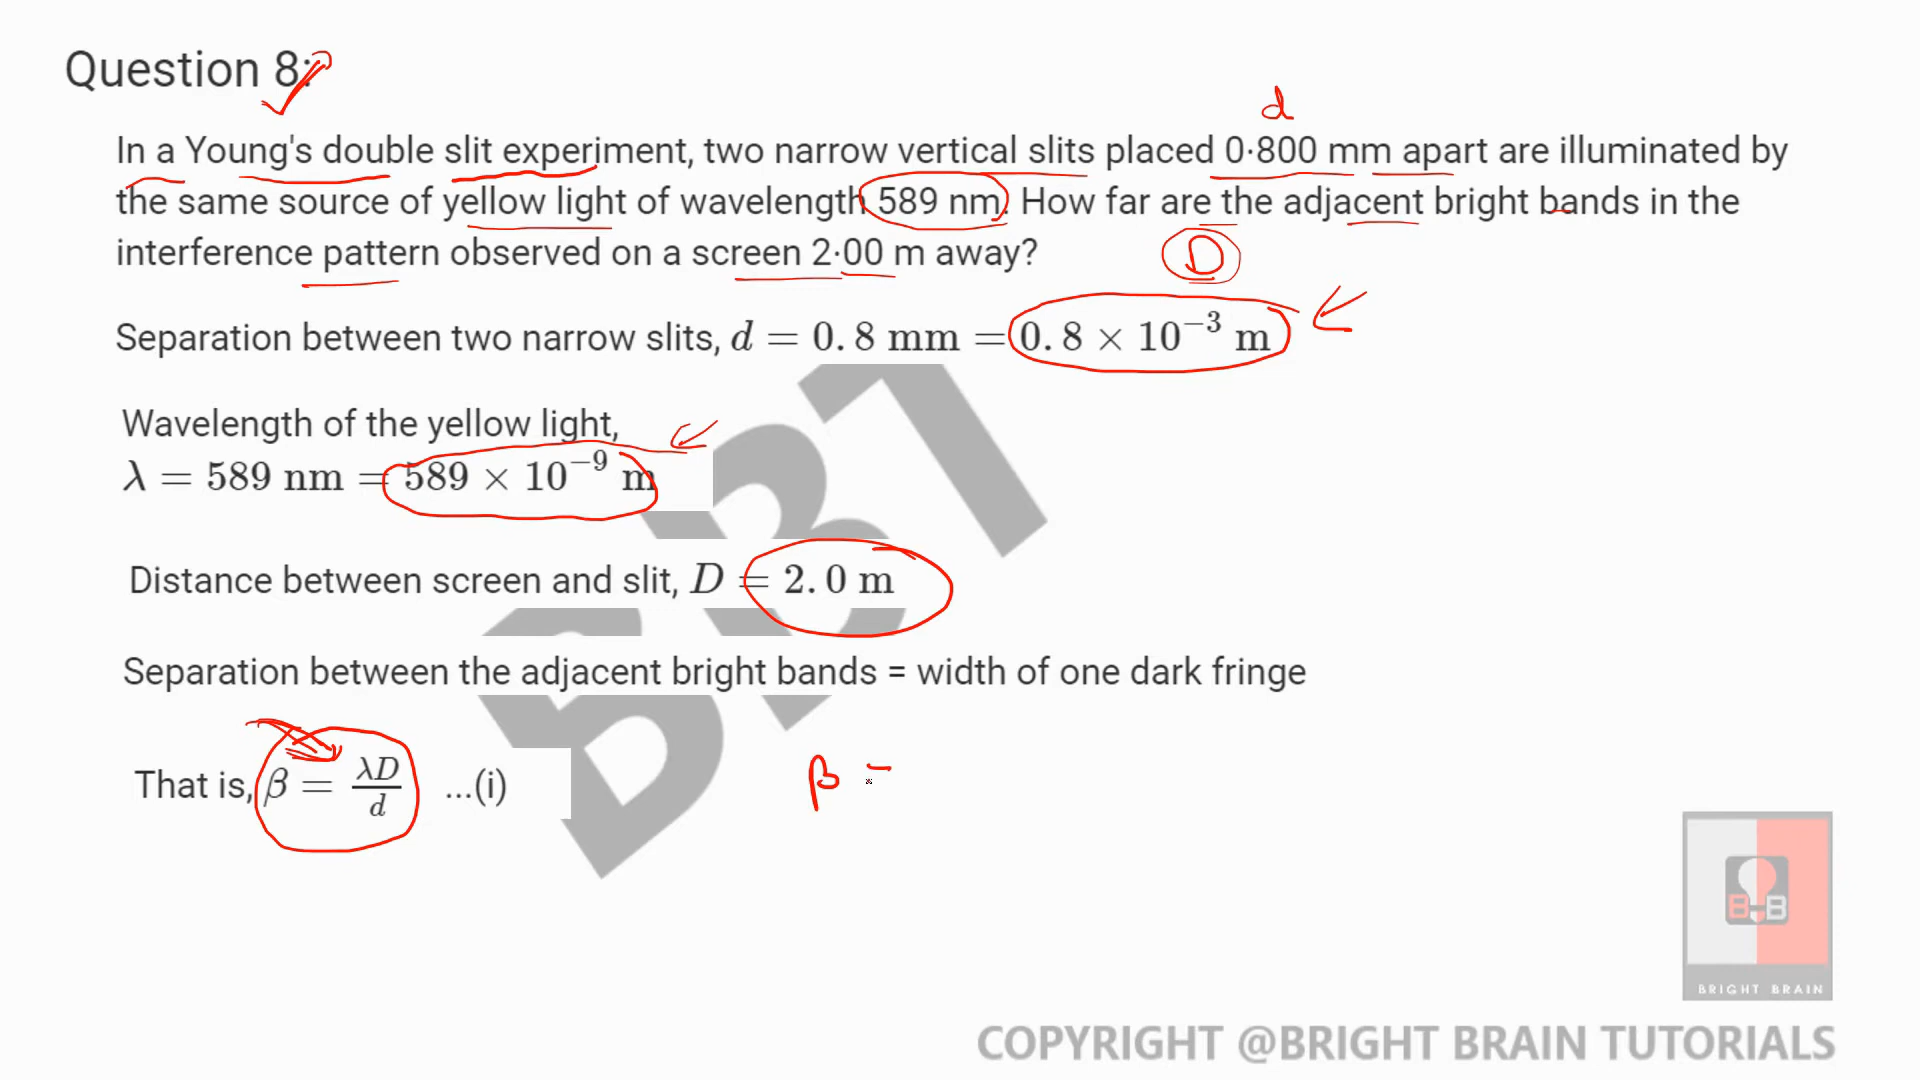 Question 8:
d
In a Young's double slit experiment, two narrow vertical slits placed 0·800 mm apart are illuminated by
the same source of yellow light of wavelength 589 nm. How far are the adjacent bright bands in the
interference pattern observed on a screen 2·00 m away?
D
Separation between two narrow slits, d = 0. 8 mm = 0. 8 × 10⁻³ m
Wavelength of the yellow light,
λ = 589 nm = 589 × 10⁻⁹ m
Distance between screen and slit, D = 2. 0 m
Separation between the adjacent bright bands = width of one dark fringe
That is, β = λD/d ...(i)
β =
BBT
B B
BRIGHT BRAIN
COPYRIGHT @BRIGHT BRAIN TUTORIALS